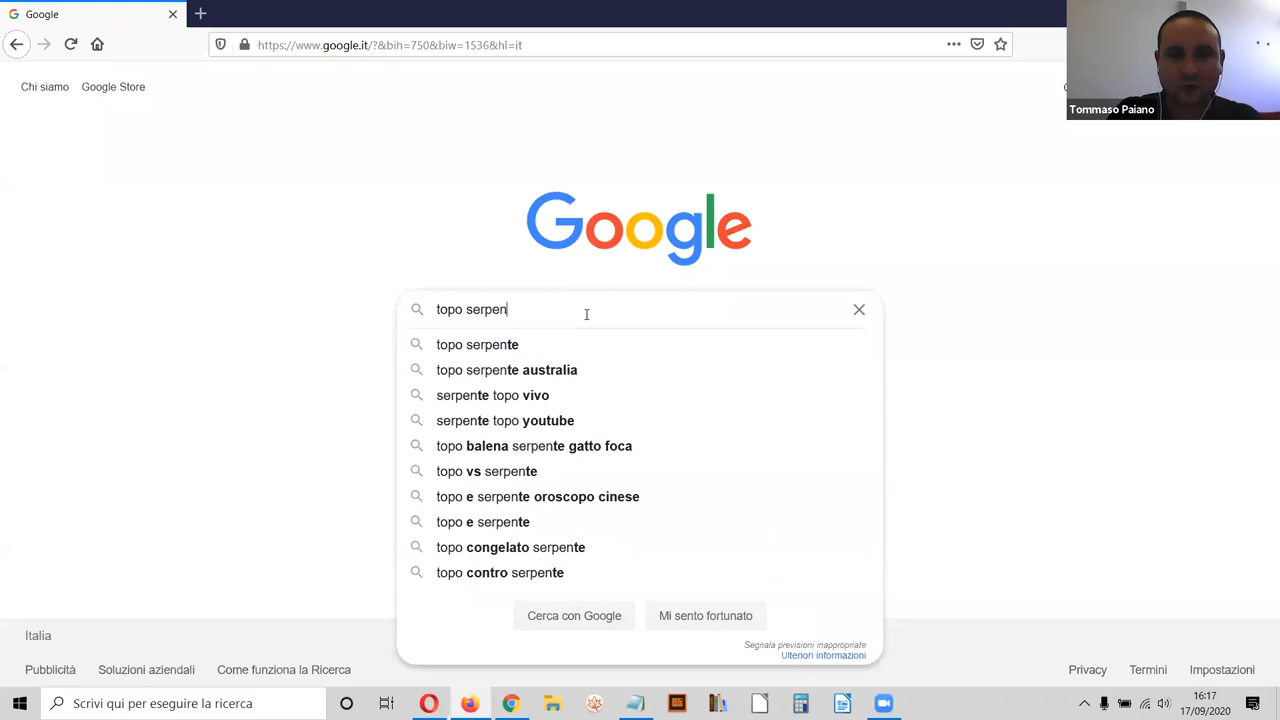 Google
https://www.google.it/?&bih=750&biw=1536&hl=it
Chi siamo Google Store
Tommaso Paiano
Google
topo serpen
topo serpente
topo serpente australia
serpente topo vivo
serpente topo youtube
topo balena serpente gatto foca
topo vs serpente
topo e serpente oroscopo cinese
topo e serpente
topo congelato serpente
topo contro serpente
Cerca con Google Mi sento fortunato
Segnala previsioni inappropriate
Ulteriori informazioni
Italia
Pubblicità Soluzioni aziendali Come funziona la Ricerca Privacy Termini Impostazioni
Scrivi qui per eseguire la ricerca
16:17
17/09/2020